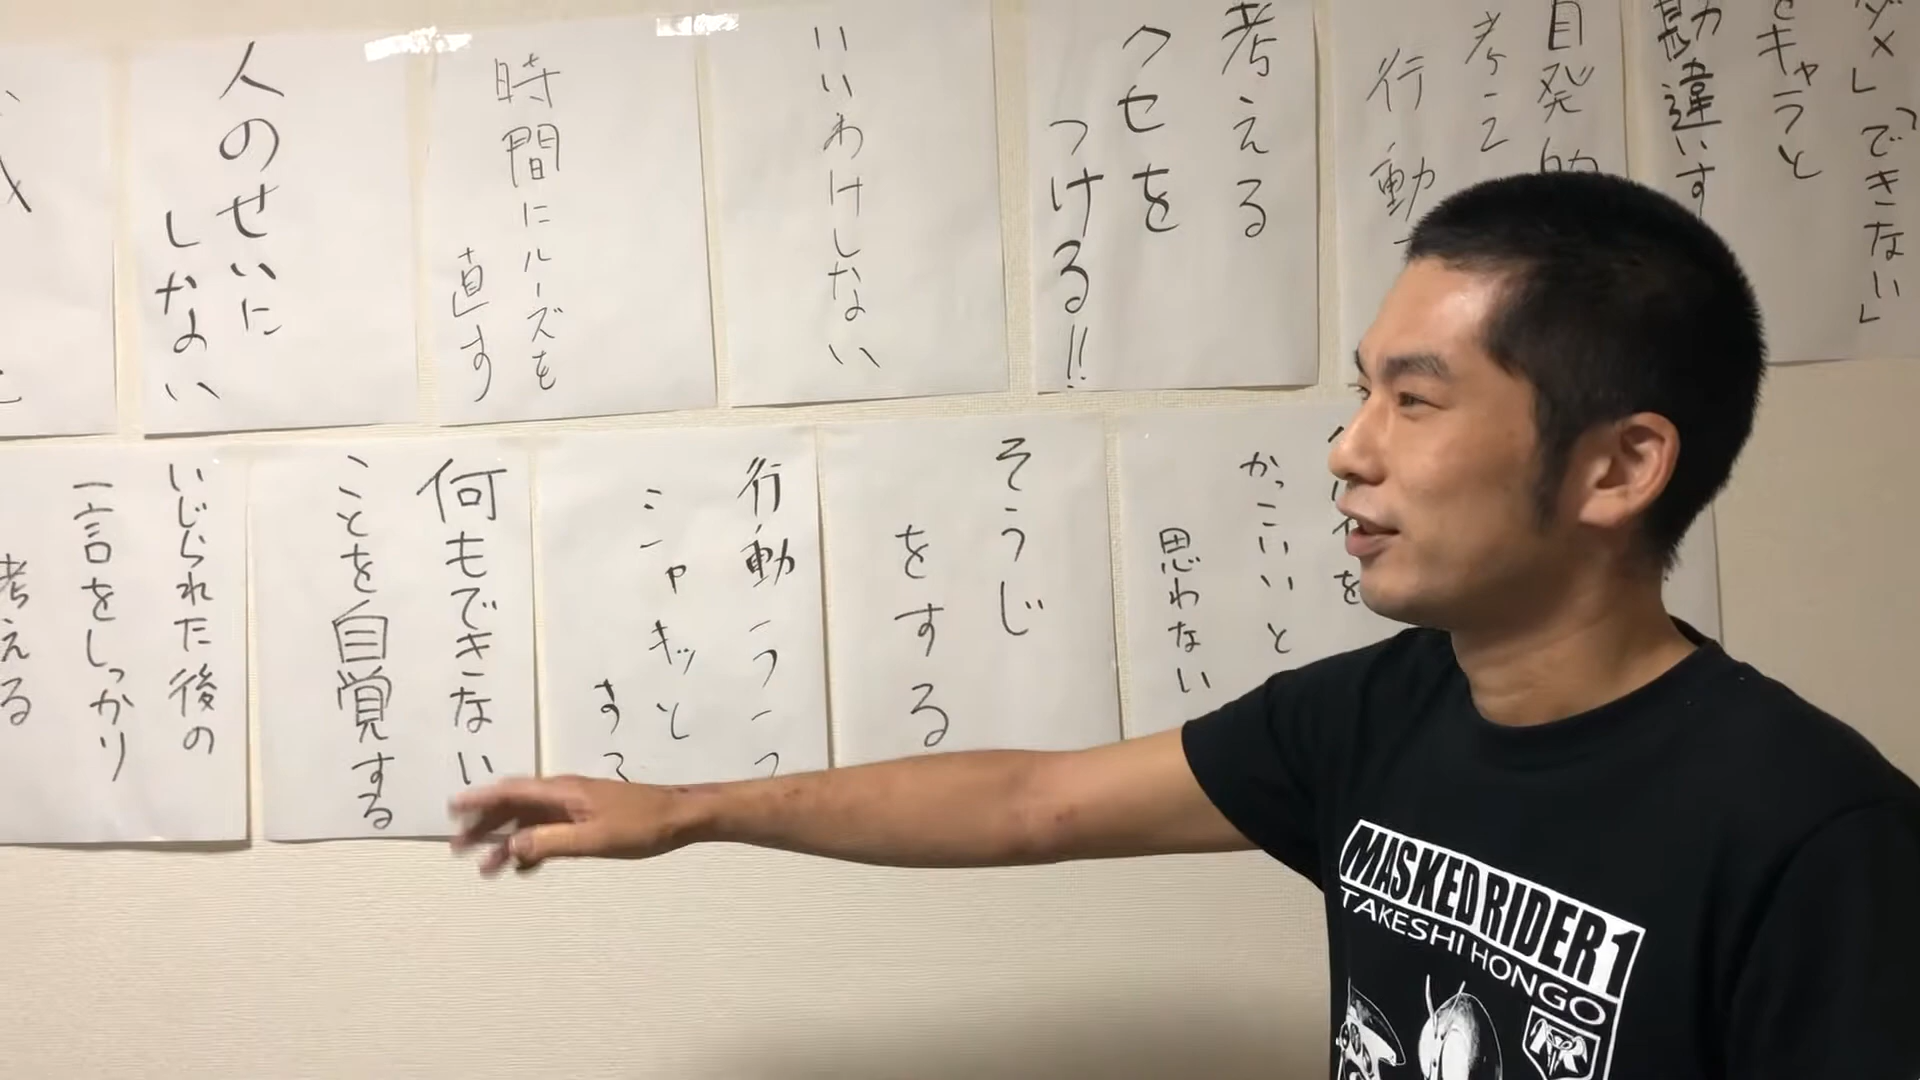 ダメ」「できない」
をキャラと
勘違いす
自発的
考えて
行動
考える
クセを
つける!!
いいわけしない
時間にルーズを
直す
人のせいに
しない
かっこいいと
思わない
そうじ
をする
行動一つ一つ
シャキッと
する
何もできない
ことを自覚する
いじられた後の
一言をしっかり
考える
MASKED RIDER 1
TAKESHI HONGO